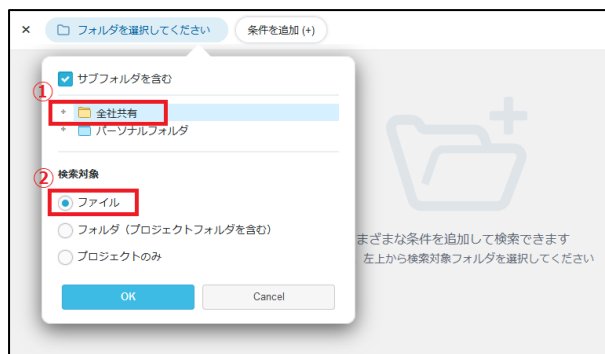 × フォルダを選択してください 条件を追加 (+)
サブフォルダを含む
①
+ 全社共有
+ パーソナルフォルダ
② 検索対象
ファイル
フォルダ（プロジェクトフォルダを含む）
プロジェクトのみ
OK Cancel
まざまな条件を追加して検索できます
左上から検索対象フォルダを選択してください